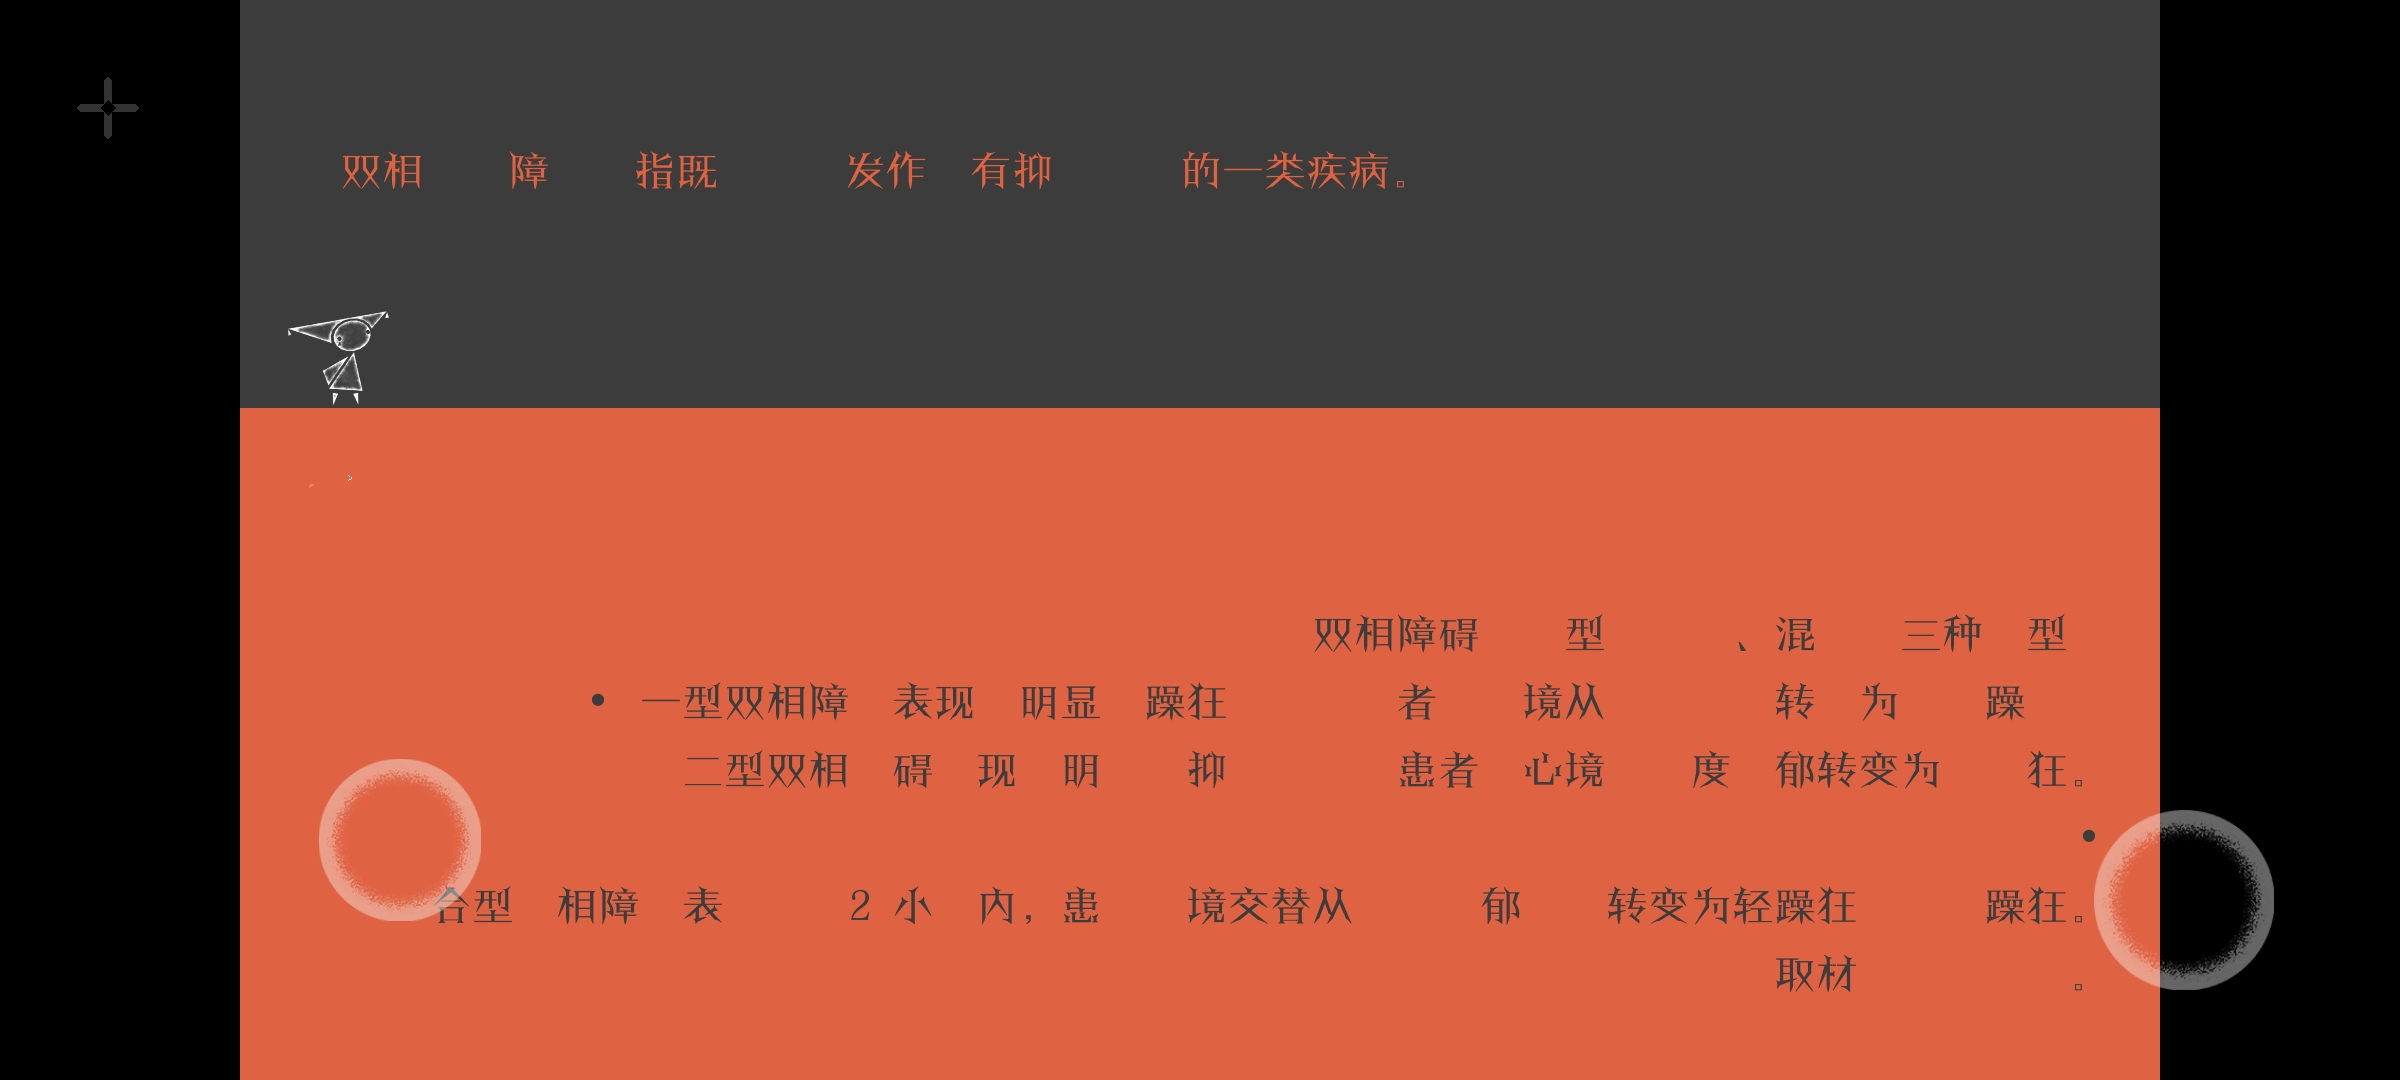 双相 障 指既 发作 有抑 的一类疾病。
双相障碍 型 、混 三种 型
• 一型双相障 表现 明显 躁狂 者 境从 转 为 躁
二型双相 碍 现 明 抑 患者 心境 度 郁转变为 狂。
•
合型 相障 表 2 小 内，患 境交替从 郁 转变为轻躁狂 躁狂。
取材 。